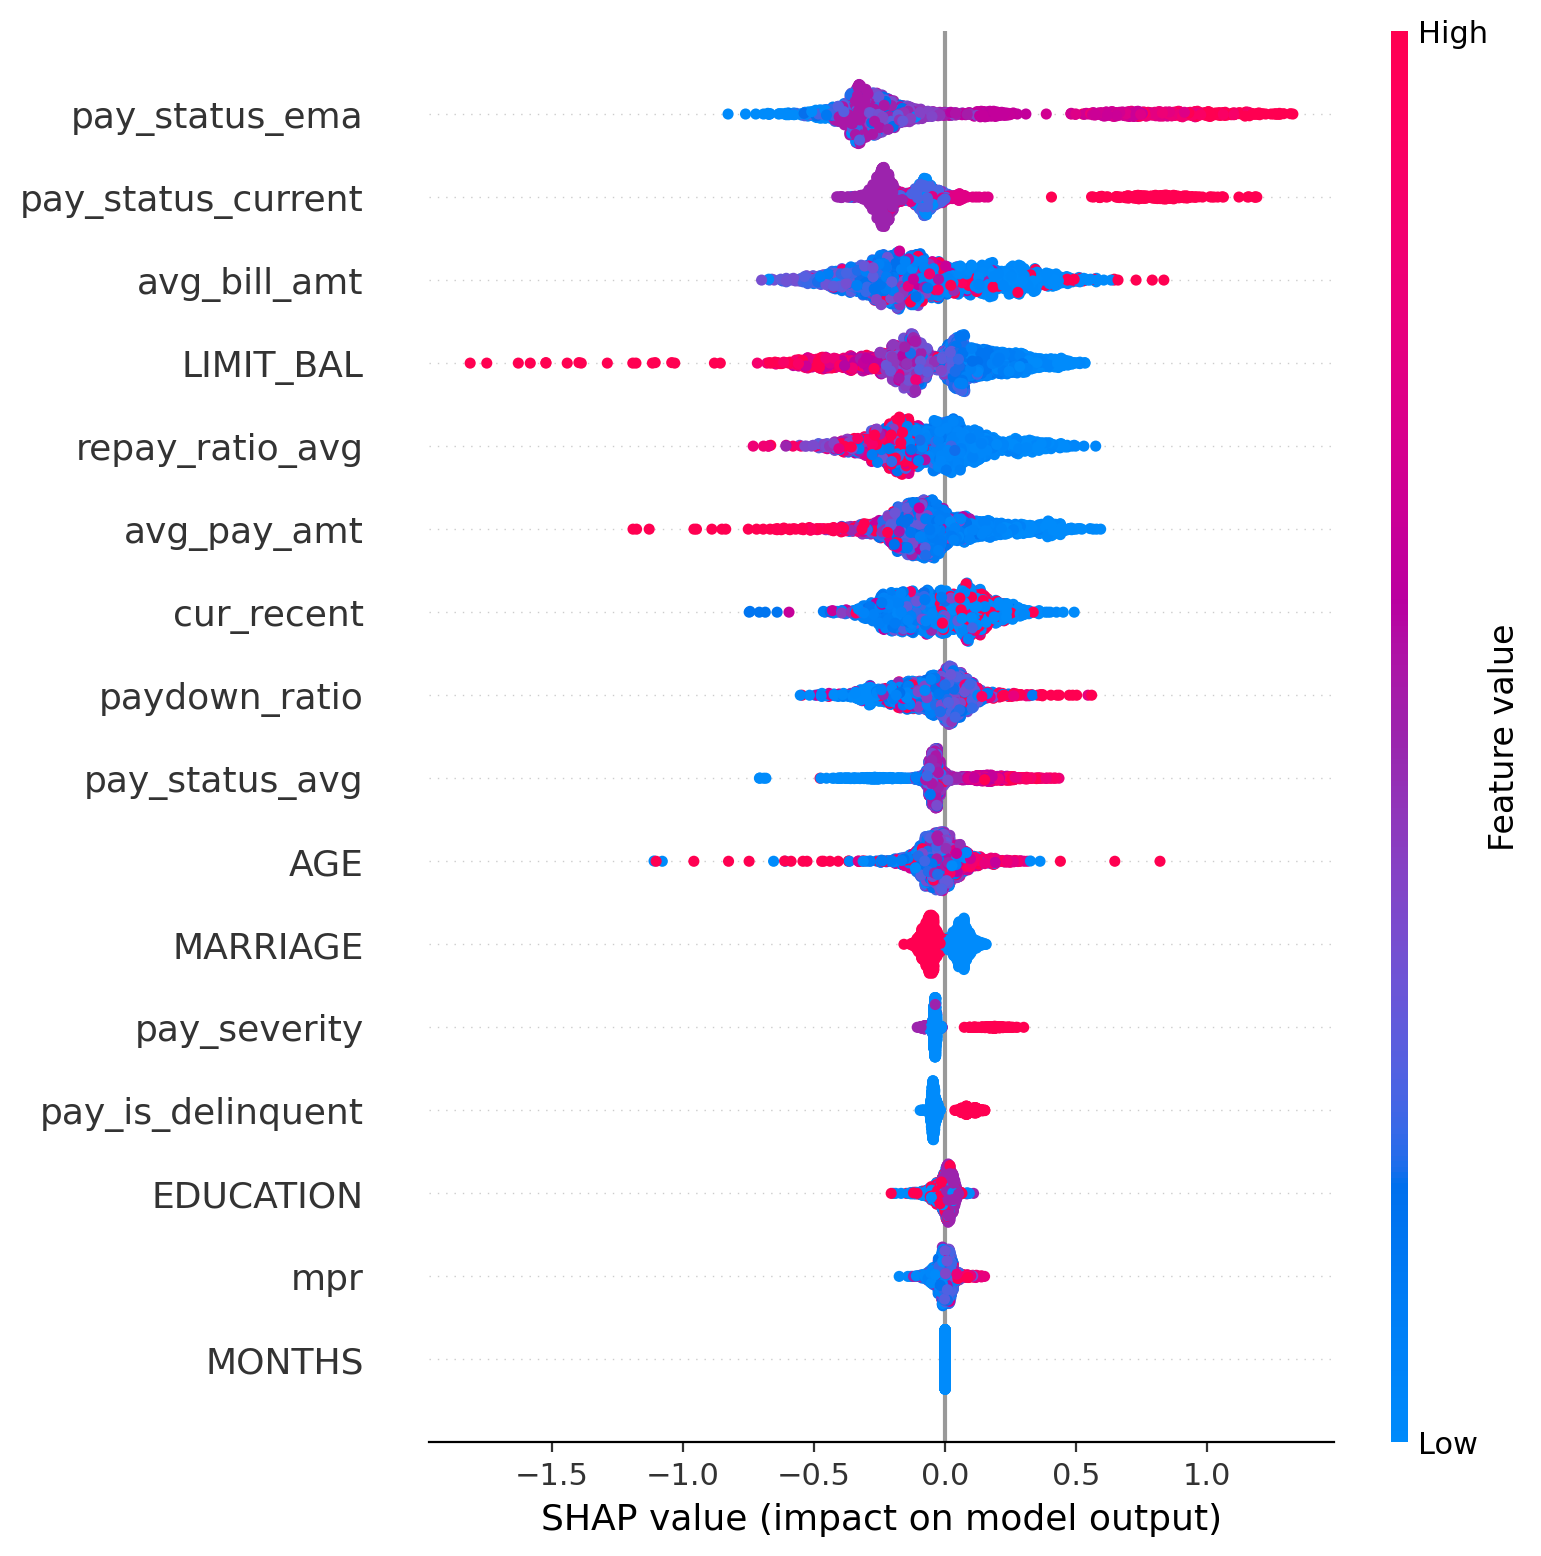 High
pay_status_ema
pay_status_current
avg_bill_amt
LIMIT_BAL
repay_ratio_avg
avg_pay_amt
cur_recent
paydown_ratio
pay_status_avg
AGE
MARRIAGE
pay_severity
pay_is_delinquent
EDUCATION
mpr
MONTHS
Feature value
Low
−1.5 −1.0 −0.5 0.0 0.5 1.0
SHAP value (impact on model output)